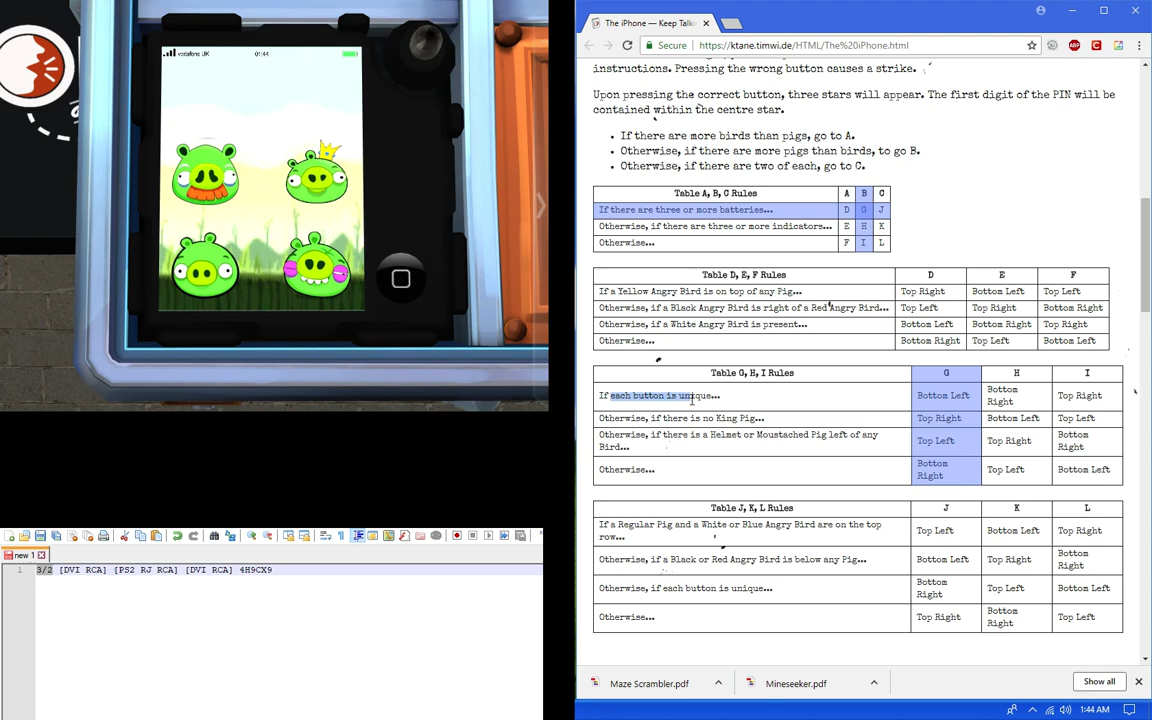 vodafone UK
01:44
The iPhone — Keep Talki
Secure
https://ktane.timwi.de/HTML/The%20iPhone.html
instructions. Pressing the wrong button causes a strike.
Upon pressing the correct button, three stars will appear. The first digit of the PIN will be
contained within the centre star.
• If there are more birds than pigs, go to A.
• Otherwise, if there are more pigs than birds, to go B.
• Otherwise, if there are two of each, go to C.
Table A, B, C Rules A B C
If there are three or more batteries... D G J
Otherwise, if there are three or more indicators... E H K
Otherwise... F I L
Table D, E, F Rules D E F
If a Yellow Angry Bird is on top of any Pig... Top Right Bottom Left Top Left
Otherwise, if a Black Angry Bird is right of a Red Angry Bird... Top Left Top Right Bottom Right
Otherwise, if a White Angry Bird is present... Bottom Left Bottom Right Top Right
Otherwise... Bottom Right Top Left Bottom Left
Table G, H, I Rules G H I
If each button is unique... Bottom Left Bottom Right Top Right
Otherwise, if there is no King Pig... Top Right Bottom Left Top Left
Otherwise, if there is a Helmet or Moustached Pig left of any
Bird... Top Left Top Right Bottom Right
Otherwise... Bottom Right Top Left Bottom Left
Table J, K, L Rules J K L
If a Regular Pig and a White or Blue Angry Bird are on the top
row... Top Left Bottom Left Top Right
Otherwise, if a Black or Red Angry Bird is below any Pig... Bottom Left Top Right Bottom Right
Otherwise, if each button is unique... Bottom Right Top Left Bottom Left
Otherwise... Top Right Bottom Right Top Left
new 1
1 3/2 [DVI RCA] [PS2 RJ RCA] [DVI RCA] 4H9CX9
Maze Scrambler.pdf
Mineseeker.pdf
Show all
1:44 AM